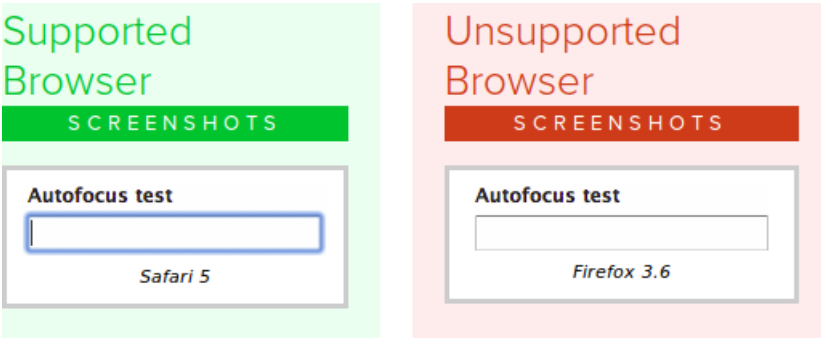 Supported
Browser
SCREENSHOTS
Autofocus test
Safari 5
Unsupported
Browser
SCREENSHOTS
Autofocus test
Firefox 3.6